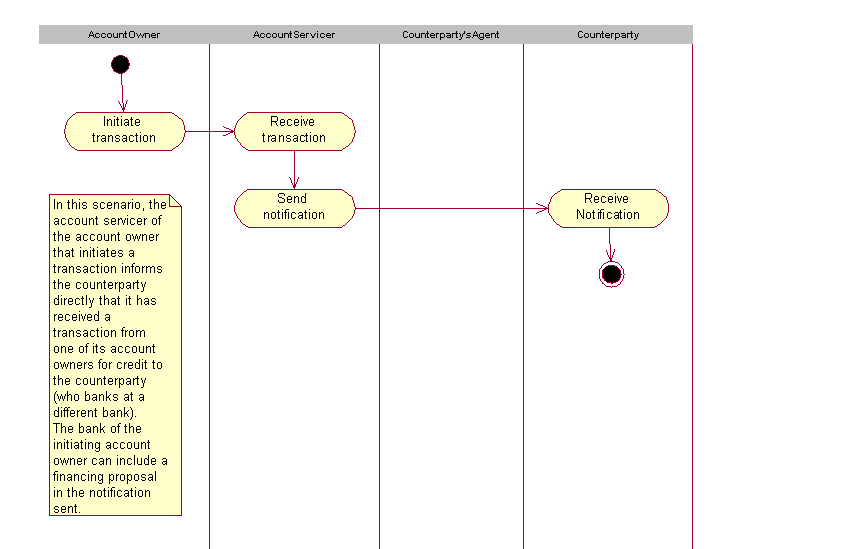 AccountOwner AccountServicer Counterparty'sAgent Counterparty
Initiate
transaction
Receive
transaction
Send
notification
Receive
Notification
In this scenario, the
account servicer of
the account owner
that initiates a
transaction informs
the counterparty
directly that it has
received a
transaction from
one of its account
owners for credit to
the counterparty
(who banks at a
different bank).
The bank of the
initiating account
owner can include a
financing proposal
in the notification
sent.